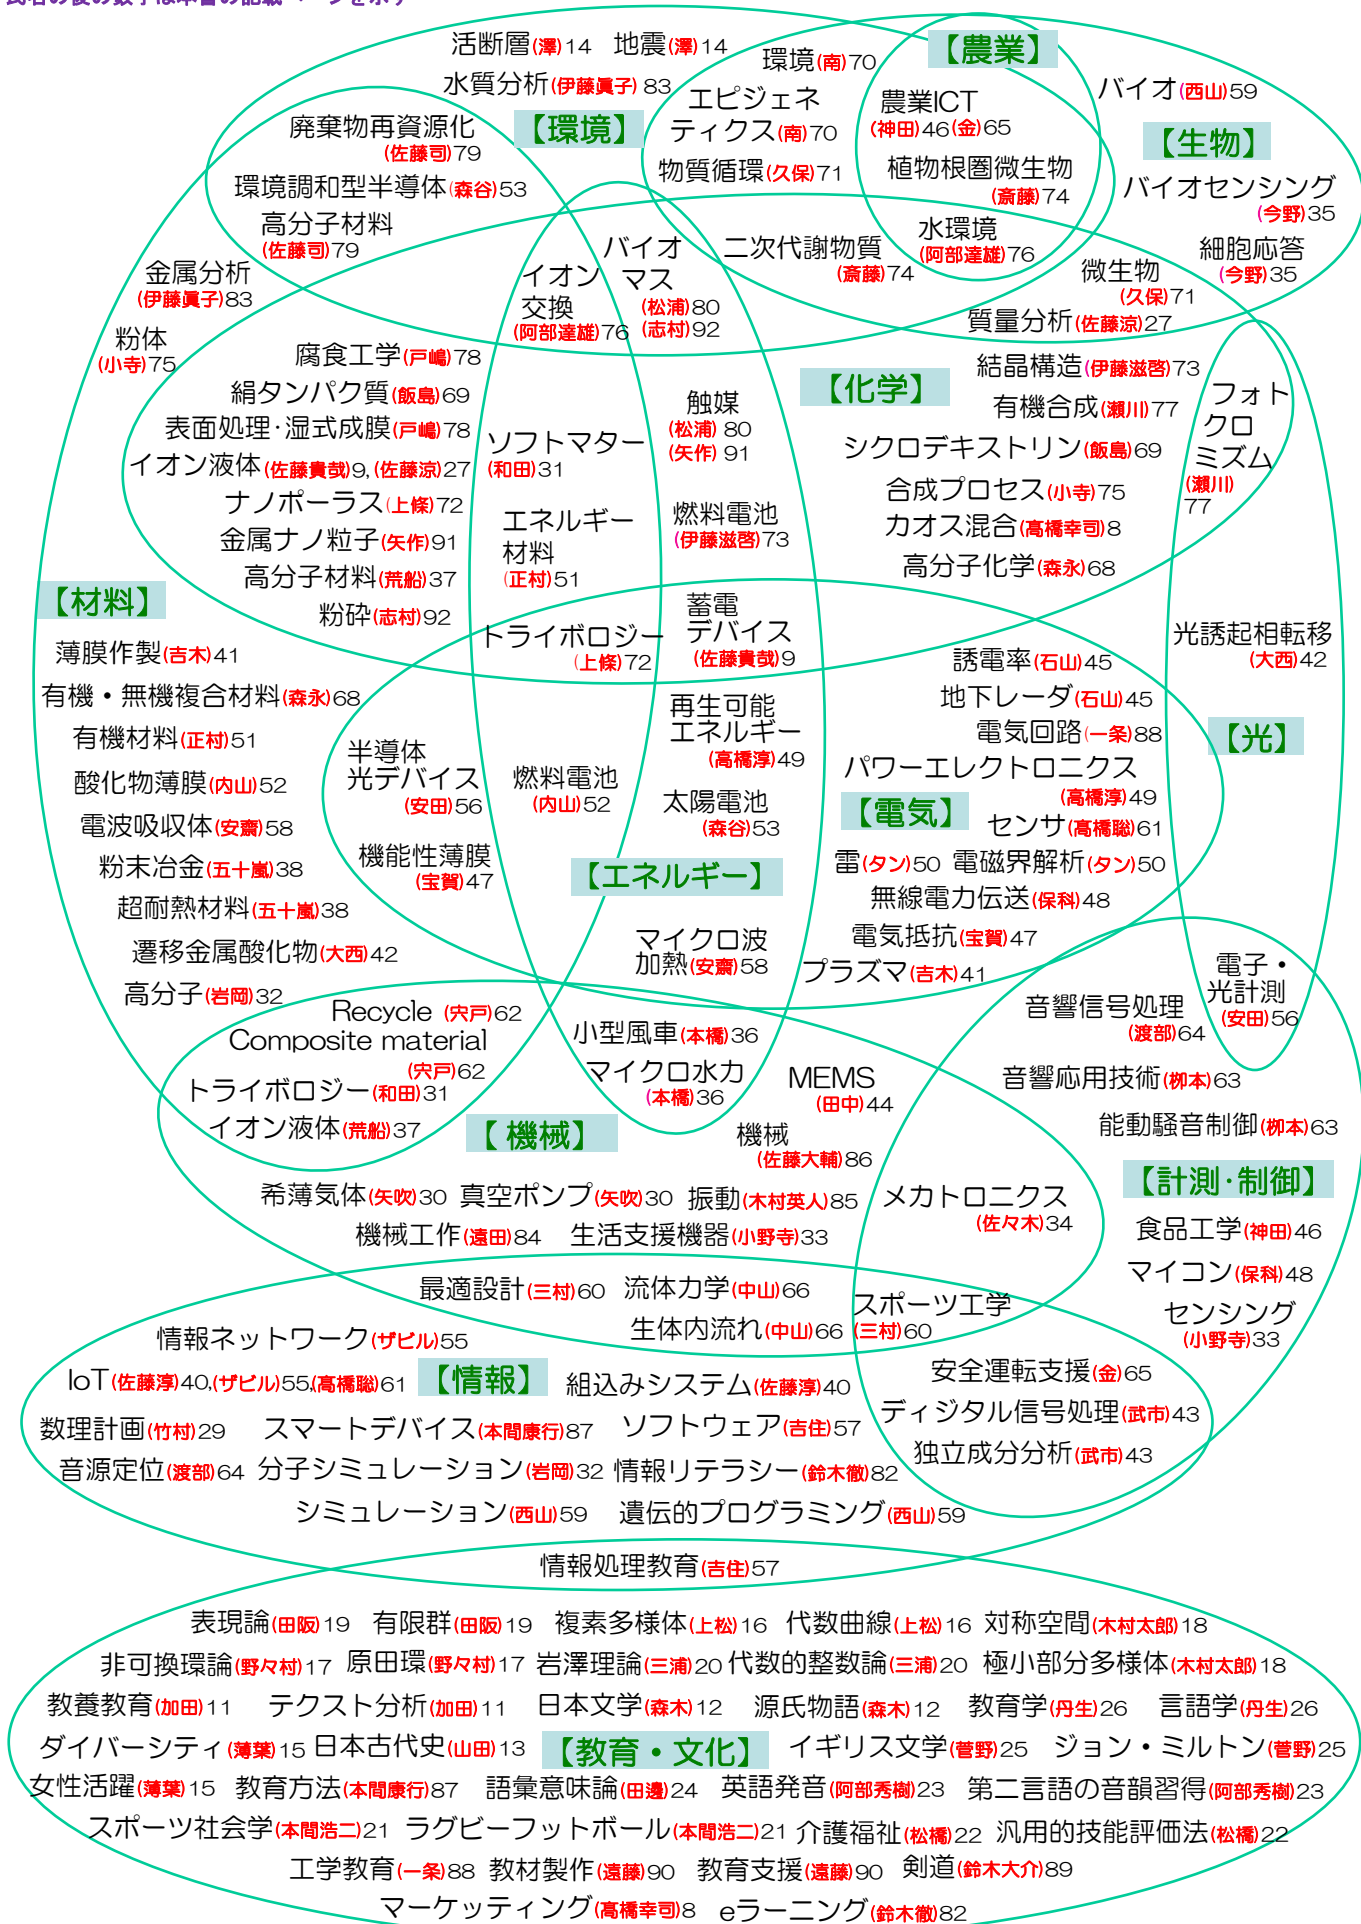 氏名の後の数字は本書の記載ページを示す
活断層(澤)14 地震(澤)14
水質分析(伊藤眞子)83
環境(南)70
【農業】
エピジェネ
ティクス(南)70
農業ICT
(神田)46(金)65
バイオ(西山)59
廃棄物再資源化
(佐藤司)79
【環境】
【生物】
物質循環(久保)71
植物根圏微生物
(斎藤)74
環境調和型半導体(森谷)53
バイオセンシング
(今野)35
高分子材料
(佐藤司)79
水環境
(阿部達雄)76
二次代謝物質
(斎藤)74
細胞応答
(今野)35
バイオ
マス
(松浦)80
(志村)92
イオン
交換
(阿部達雄)76
金属分析
(伊藤眞子)83
微生物
(久保)71
質量分析(佐藤涼)27
粉体
(小寺)75
腐食工学(戸嶋)78
結晶構造(伊藤滋啓)73
絹タンパク質(飯島)69
【化学】
フォト
クロ
ミズム
(瀬川)
77
有機合成(瀬川)77
触媒
(松浦)80
(矢作)91
表面処理・湿式成膜(戸嶋)78
ソフトマター
(和田)31
シクロデキストリン(飯島)69
イオン液体(佐藤貴哉)9,(佐藤涼)27
合成プロセス(小寺)75
ナノポーラス(上條)72
エネルギー
材料
(正村)51
燃料電池
(伊藤滋啓)73
カオス混合(髙橋幸司)8
金属ナノ粒子(矢作)91
高分子化学(森永)68
高分子材料(荒船)37
【材料】
粉砕(志村)92
蓄電
デバイス
(佐藤貴哉)9
トライボロジー
(上條)72
光誘起相転移
(大西)42
薄膜作製(吉木)41
誘電率(石山)45
有機・無機複合材料(森永)68
地下レーダ(石山)45
再生可能
エネルギー
(高橋淳)49
電気回路(一条)88
【光】
有機材料(正村)51
半導体
光デバイス
(安田)56
燃料電池
(内山)52
パワーエレクトロニクス
(高橋淳)49
酸化物薄膜(内山)52
太陽電池
(森谷)53
【電気】
センサ(髙橋聡)61
電波吸収体(安齋)58
機能性薄膜
(宝賀)47
雷(タン)50 電磁界解析(タン)50
粉末冶金(五十嵐)38
【エネルギー】
無線電力伝送(保科)48
超耐熱材料(五十嵐)38
マイクロ波
加熱(安齋)58
電気抵抗(宝賀)47
遷移金属酸化物(大西)42
プラズマ(吉木)41
電子・
光計測
(安田)56
高分子(岩岡)32
Recycle (宍戸)62
Composite material
(宍戸)62
音響信号処理
(渡部)64
小型風車(本橋)36
マイクロ水力
(本橋)36
MEMS
(田中)44
音響応用技術(栁本)63
トライボロジー(和田)31
イオン液体(荒船)37
能動騒音制御(栁本)63
【 機械】
機械
(佐藤大輔)86
【計測・制御】
希薄気体(矢吹)30 真空ポンプ(矢吹)30 振動(木村英人)85
メカトロニクス
(佐々木)34
機械工作(遠田)84 生活支援機器(小野寺)33
食品工学(神田)46
マイコン(保科)48
最適設計(三村)60 流体力学(中山)66
スポーツ工学
(三村)60
センシング
(小野寺)33
生体内流れ(中山)66
情報ネットワーク(ザビル)55
IoT(佐藤淳)40,(ザビル)55,(髙橋聡)61 【情報】 組込みシステム(佐藤淳)40
安全運転支援(金)65
ディジタル信号処理(武市)43
数理計画(竹村)29 スマートデバイス(本間康行)87 ソフトウェア(吉住)57
独立成分分析(武市)43
音源定位(渡部)64 分子シミュレーション(岩岡)32 情報リテラシー(鈴木徹)82
シミュレーション(西山)59 遺伝的プログラミング(西山)59
情報処理教育(吉住)57
表現論(田阪)19 有限群(田阪)19 複素多様体(上松)16 代数曲線(上松)16 対称空間(木村太郎)18
非可換環論(野々村)17 原田環(野々村)17 岩澤理論(三浦)20 代数的整数論(三浦)20 極小部分多様体(木村太郎)18
教養教育(加田)11 テクスト分析(加田)11 日本文学(森木)12 源氏物語(森木)12 教育学(丹生)26 言語学(丹生)26
ダイバーシティ(薄葉)15 日本古代史(山田)13 【教育・文化】 イギリス文学(菅野)25 ジョン・ミルトン(菅野)25
女性活躍(薄葉)15 教育方法(本間康行)87 語彙意味論(田邊)24 英語発音(阿部秀樹)23 第二言語の音韻習得(阿部秀樹)23
スポーツ社会学(本間浩二)21 ラグビーフットボール(本間浩二)21 介護福祉(松橋)22 汎用的技能評価法(松橋)22
工学教育(一条)88 教材製作(遠藤)90 教育支援(遠藤)90 剣道(鈴木大介)89
マーケッティング(髙橋幸司)8 eラーニング(鈴木徹)82